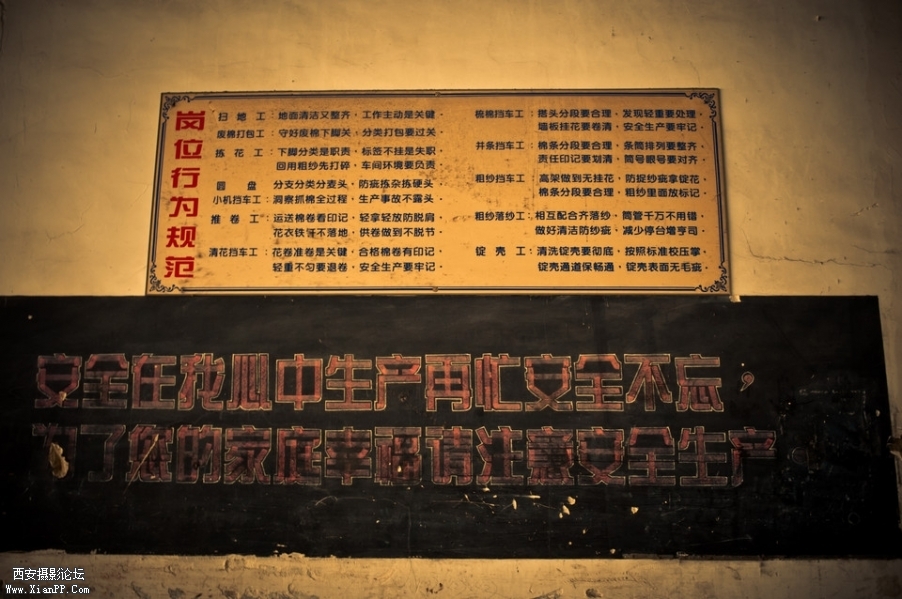 岗位行为规范
扫地工：地面清洁又整齐，工作主动是关键。
废棉打包工：守好废棉下脚关，分类打包要过关。
拣花工：下脚分类是职责，标签不挂是失职，
回用粗纱先打碎，车间环境要负责。
圆盘 分支分类分麦头，防疵拣杂拣硬头。
小机挡车工：洞察抓棉全过程，生产事故不露头。
推卷工：运送棉卷看印记，轻拿轻放防脱肩，
花衣铁丝不落地，供卷做到不脱节。
清花挡车工：花卷准卷是关键，合格棉卷有印记，
轻重不匀要退卷，安全生产要牢记。
梳棉挡车工：搭头分段要合理，发现轻重要处理，
墙板挂花要卷清，安全生产要牢记。
并条挡车工：棉条分段要合理，条筒排列要整齐，
责任印记要划清，筒号眼号要对齐。
粗纱挡车工：高架做到无挂花，防捉纱疵拿锭花，
棉条分段要合理，粗纱里面放标记。
粗纱落纱工：相互配合齐落纱，筒管千万不用错，
做好清洁防纱疵，减少停台增亨司。
锭壳工：清洗锭壳要彻底，按照标准校压掌，
锭壳通道保畅通，锭壳表面无毛疵。
安全在我心中生产再忙安全不忘，
为了您的家庭幸福请注意安全生产。
西安摄影论坛
www.XianPP.Com